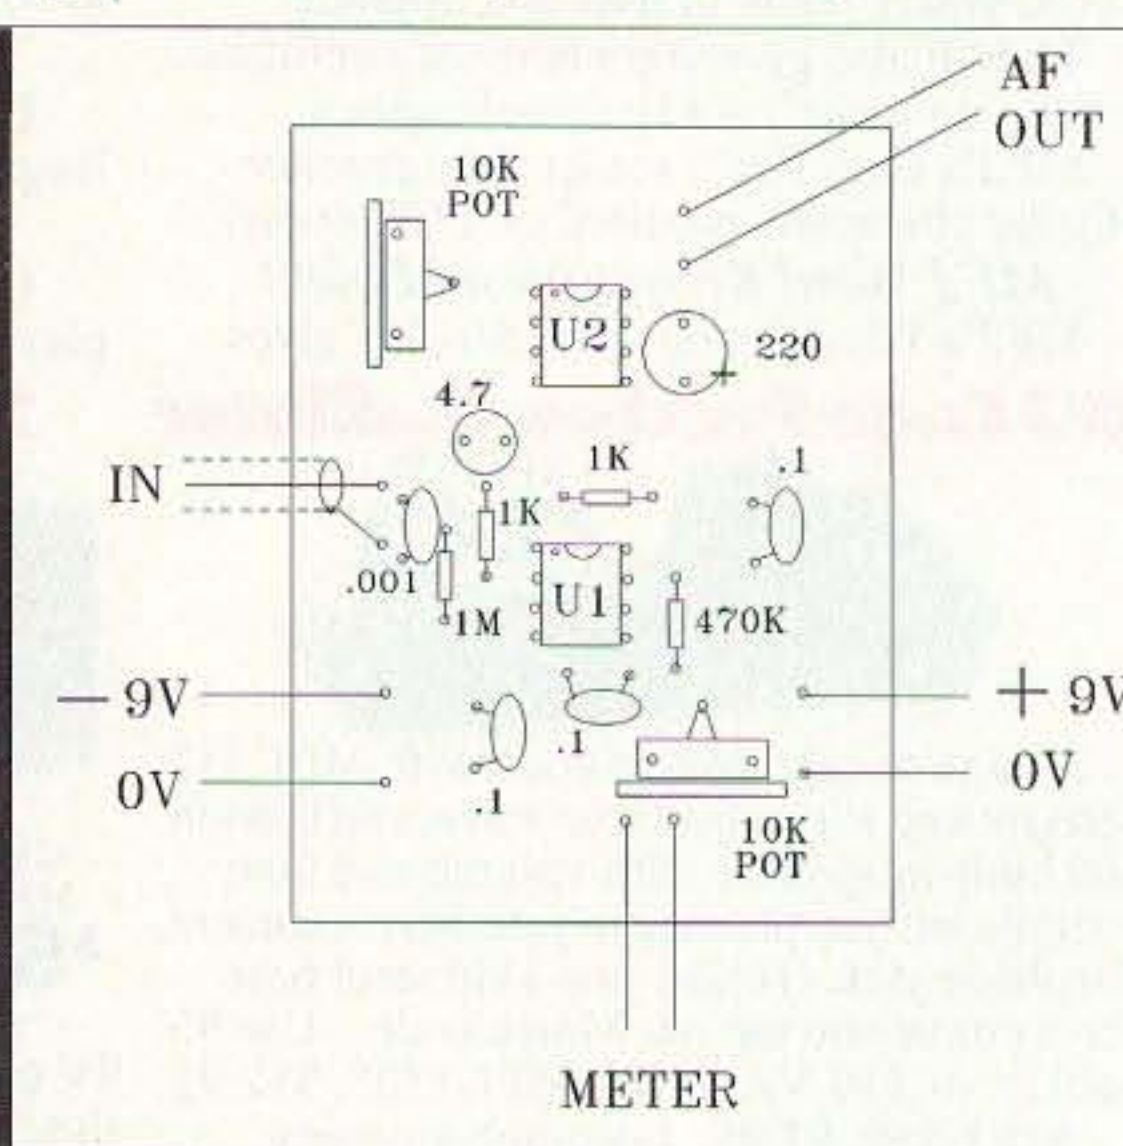 AF
OUT
10K
POT
U2
220
4.7
IN
1K
.1
1K
.001
1M
U1
470K
— 9V
+ 9V
.1
0V
0V
.1
10K
POT
METER